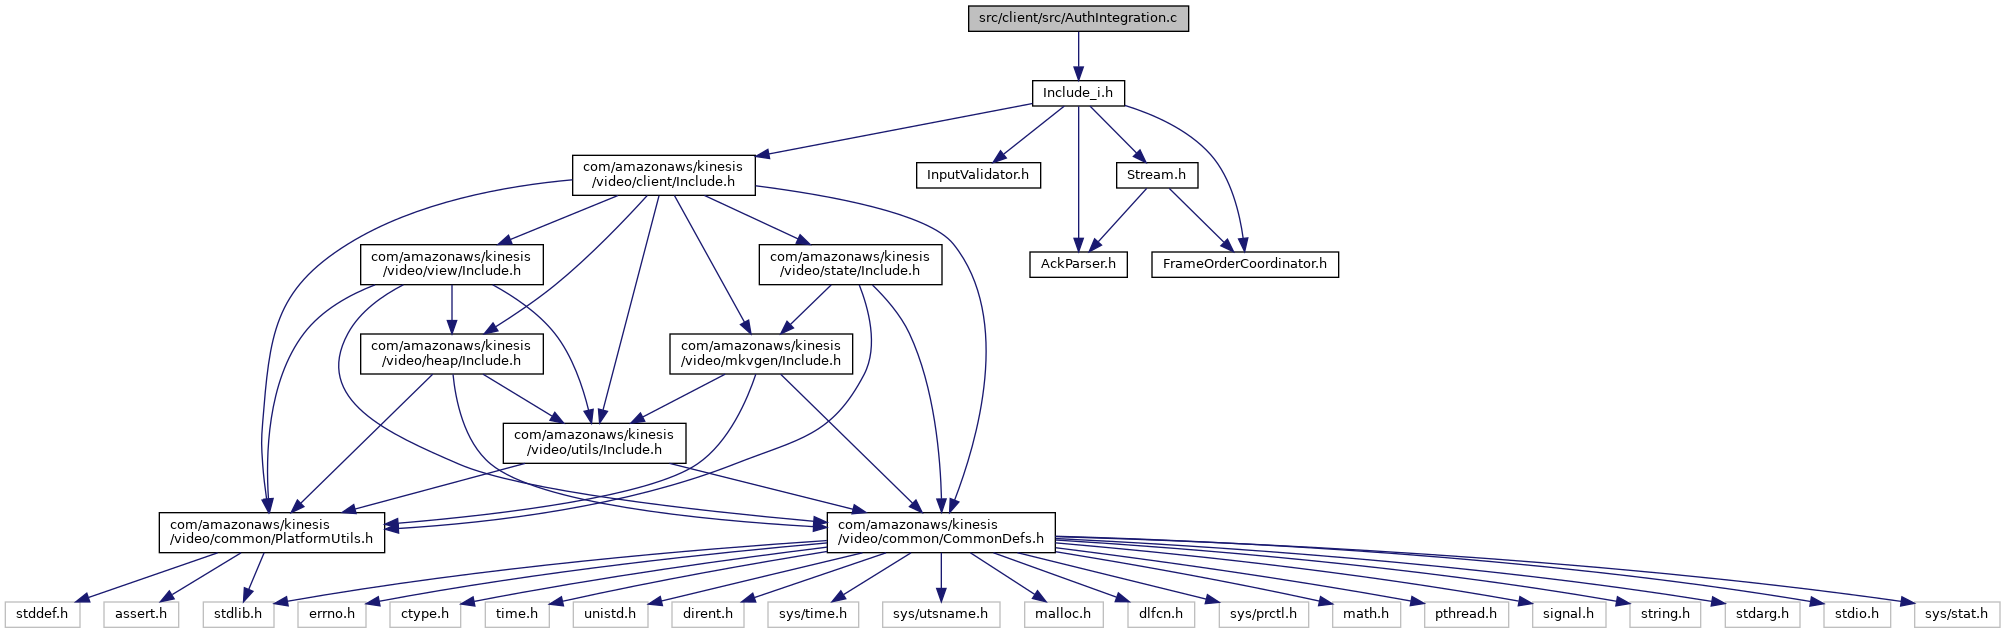 src/client/src/AuthIntegration.c
Include_i.h
com/amazonaws/kinesis
/video/client/Include.h
InputValidator.h
Stream.h
com/amazonaws/kinesis
/video/view/Include.h
com/amazonaws/kinesis
/video/state/Include.h
AckParser.h
FrameOrderCoordinator.h
com/amazonaws/kinesis
/video/heap/Include.h
com/amazonaws/kinesis
/video/mkvgen/Include.h
com/amazonaws/kinesis
/video/utils/Include.h
com/amazonaws/kinesis
/video/common/PlatformUtils.h
com/amazonaws/kinesis
/video/common/CommonDefs.h
stddef.h
assert.h
stdlib.h
errno.h
ctype.h
time.h
unistd.h
dirent.h
sys/time.h
sys/utsname.h
malloc.h
dlfcn.h
sys/prctl.h
math.h
pthread.h
signal.h
string.h
stdarg.h
stdio.h
sys/stat.h